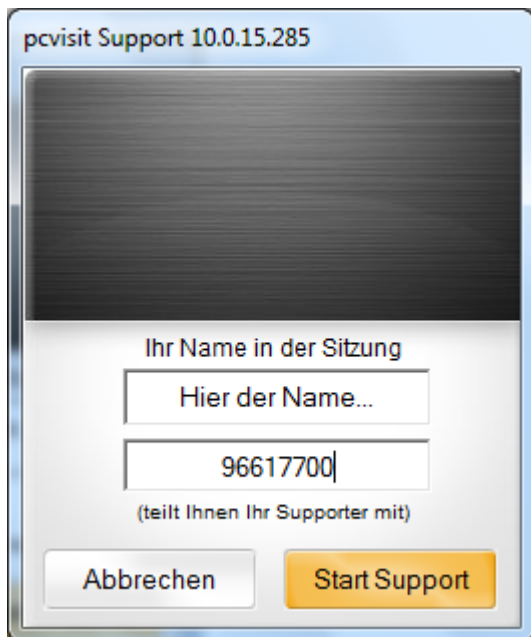 pcvisit Support 10.0.15.285
Ihr Name in der Sitzung
Hier der Name...
96617700
(teilt Ihnen Ihr Supporter mit)
Abbrechen
Start Support